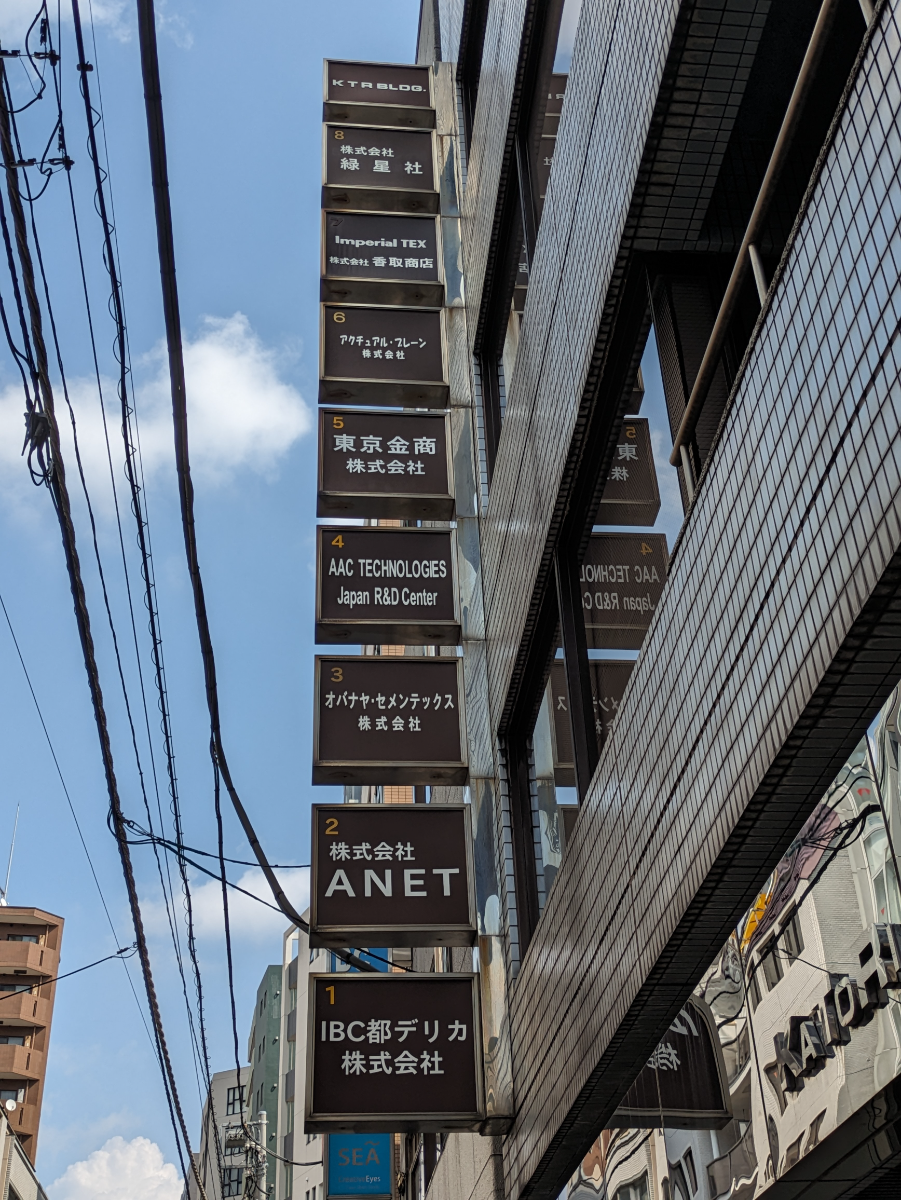 KTR BLDG.
8
株式会社
緑星社
Imperial TEX
株式会社 香取商店
6
アクチュアル・ブレーン
株式会社
5
東京金商
株式会社
4
AAC TECHNOLOGIES
Japan R&D Center
3
オバナヤ・セメンテックス
株式会社
2
株式会社
ANET
1
IBC都デリカ
株式会社
SEA
CreativeEyes